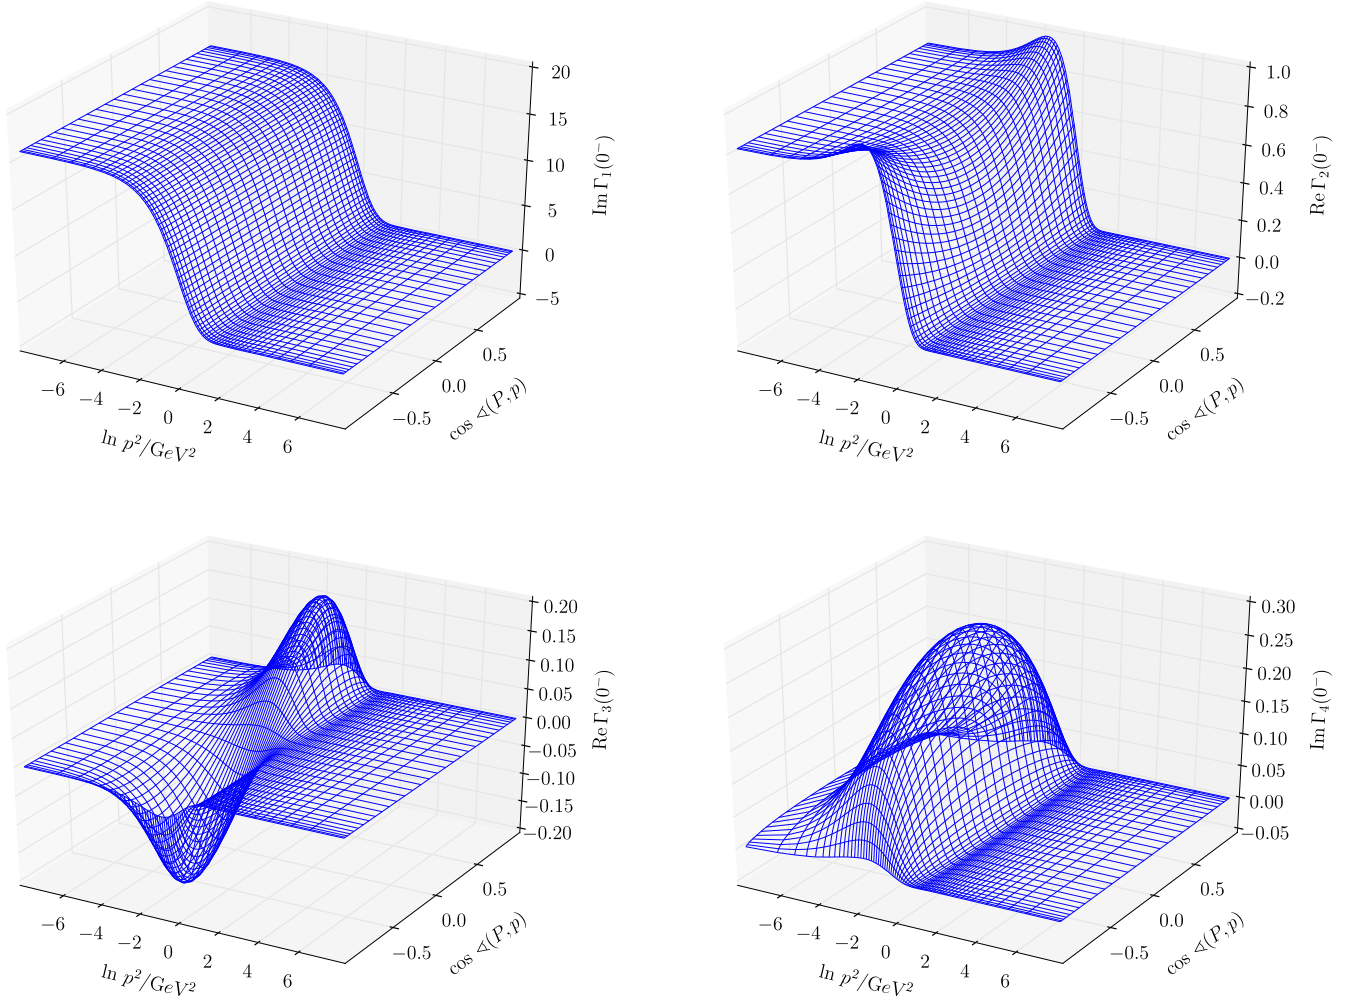 20
15
10
5
0
−5
Im Γ₁(0⁻)
−6 −4 −2 0 2 4 6
ln p²/GeV²
−0.5 0.0 0.5
cos ∢(P, p)
1.0
0.8
0.6
0.4
0.2
0.0
−0.2
Re Γ₂(0⁻)
−6 −4 −2 0 2 4 6
ln p²/GeV²
−0.5 0.0 0.5
cos ∢(P, p)
0.20
0.15
0.10
0.05
0.00
−0.05
−0.10
−0.15
−0.20
Re Γ₃(0⁻)
−6 −4 −2 0 2 4 6
ln p²/GeV²
−0.5 0.0 0.5
cos ∢(P, p)
0.30
0.25
0.20
0.15
0.10
0.05
0.00
−0.05
Im Γ₄(0⁻)
−6 −4 −2 0 2 4 6
ln p²/GeV²
−0.5 0.0 0.5
cos ∢(P, p)